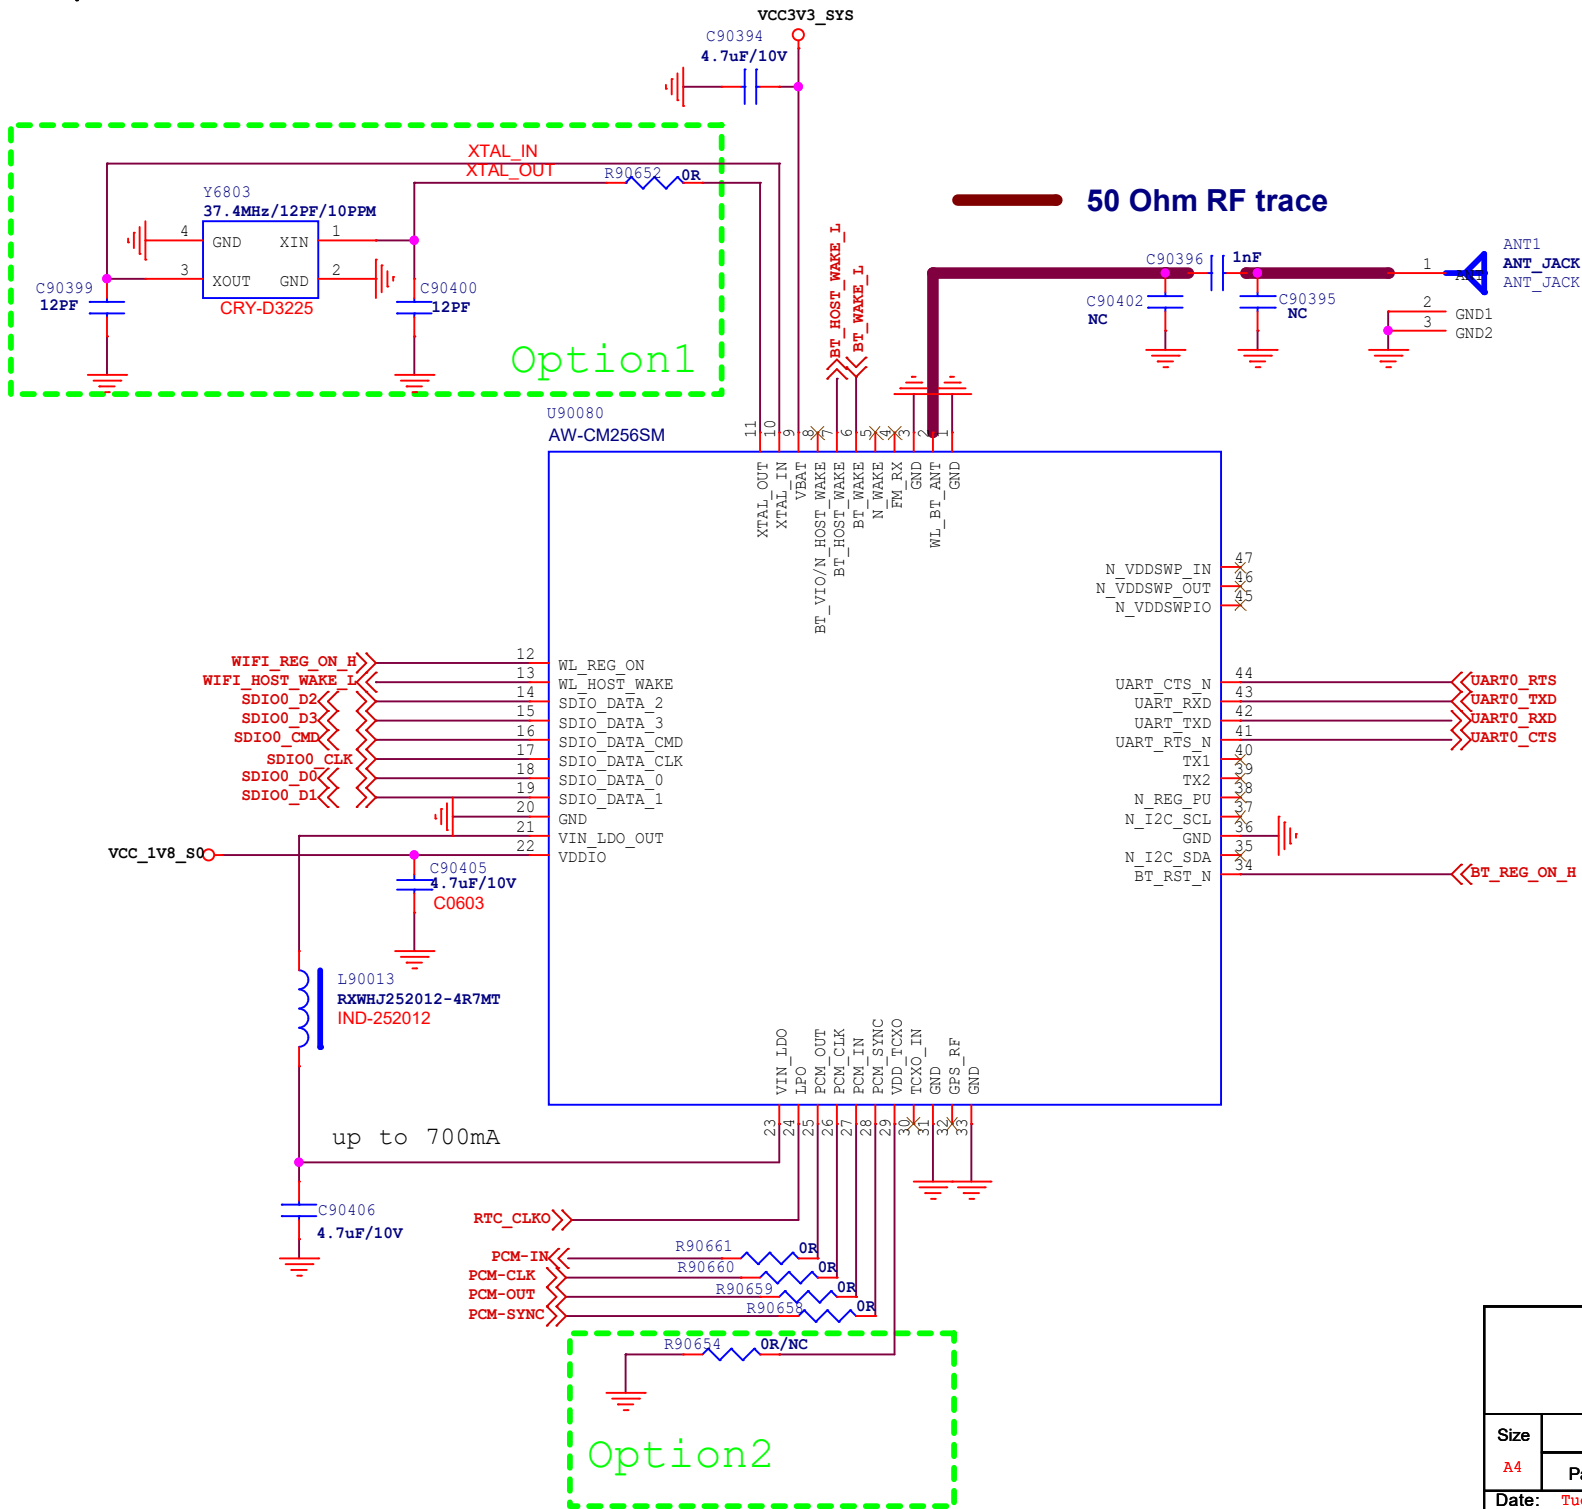 VCC3V3_SYS
C90394
4.7uF/10V
XTAL_IN
XTAL_OUT
R90652
0R
Y6803
37.4MHz/12PF/10PPM
4
GND
XIN
1
3
XOUT
GND
2
CRY-D3225
C90399
12PF
C90400
12PF
Option1
50 Ohm RF trace
BT_HOST_WAKE_L
BT_WAKE_L
C90396
1nF
C90402
NC
C90395
NC
1
ANT1
ANT_JACK
ANT_JACK
2
GND1
3
GND2
U90080
AW-CM256SM
11
10
9
8
7
6
5
4
3
2
1
XTAL_OUT
XTAL_IN
VBAT
BT_VIO/N_HOST_WAKE
BT_HOST_WAKE
BT_WAKE
N_WAKE
FM_RX
GND
WL_BT_ANT
GND
N_VDDSWP_IN
47
N_VDDSWP_OUT
46
N_VDDSWPIO
45
WIFI_REG_ON_H
12
WL_REG_ON
WIFI_HOST_WAKE_L
13
WL_HOST_WAKE
SDIO0_D2
14
SDIO_DATA_2
SDIO0_D3
15
SDIO_DATA_3
SDIO0_CMD
16
SDIO_DATA_CMD
SDIO0_CLK
17
SDIO_DATA_CLK
SDIO0_D0
18
SDIO_DATA_0
SDIO0_D1
19
SDIO_DATA_1
20
GND
21
VIN_LDO_OUT
VCC_1V8_S0
22
VDDIO
UART_CTS_N
44
UART0_RTS
UART_RXD
43
UART0_TXD
UART_TXD
42
UART0_RXD
UART_RTS_N
41
UART0_CTS
TX1
40
TX2
39
N_REG_PU
38
N_I2C_SCL
37
GND
36
N_I2C_SDA
35
BT_RST_N
34
BT_REG_ON_H
C90405
4.7uF/10V
C0603
L90013
RXWHJ252012-4R7MT
IND-252012
VIN_LDO
LPO
PCM_OUT
PCM_CLK
PCM_IN
PCM_SYNC
VDD_TCXO
TCXO_IN
GND
GPS_RF
GND
23
24
25
26
27
28
29
30
31
32
33
up to 700mA
C90406
4.7uF/10V
RTC_CLKO
PCM-IN
R90661
0R
PCM-CLK
R90660
0R
PCM-OUT
R90659
0R
PCM-SYNC
R90658
0R
R90654
0R/NC
Option2
Size
A4
Date: